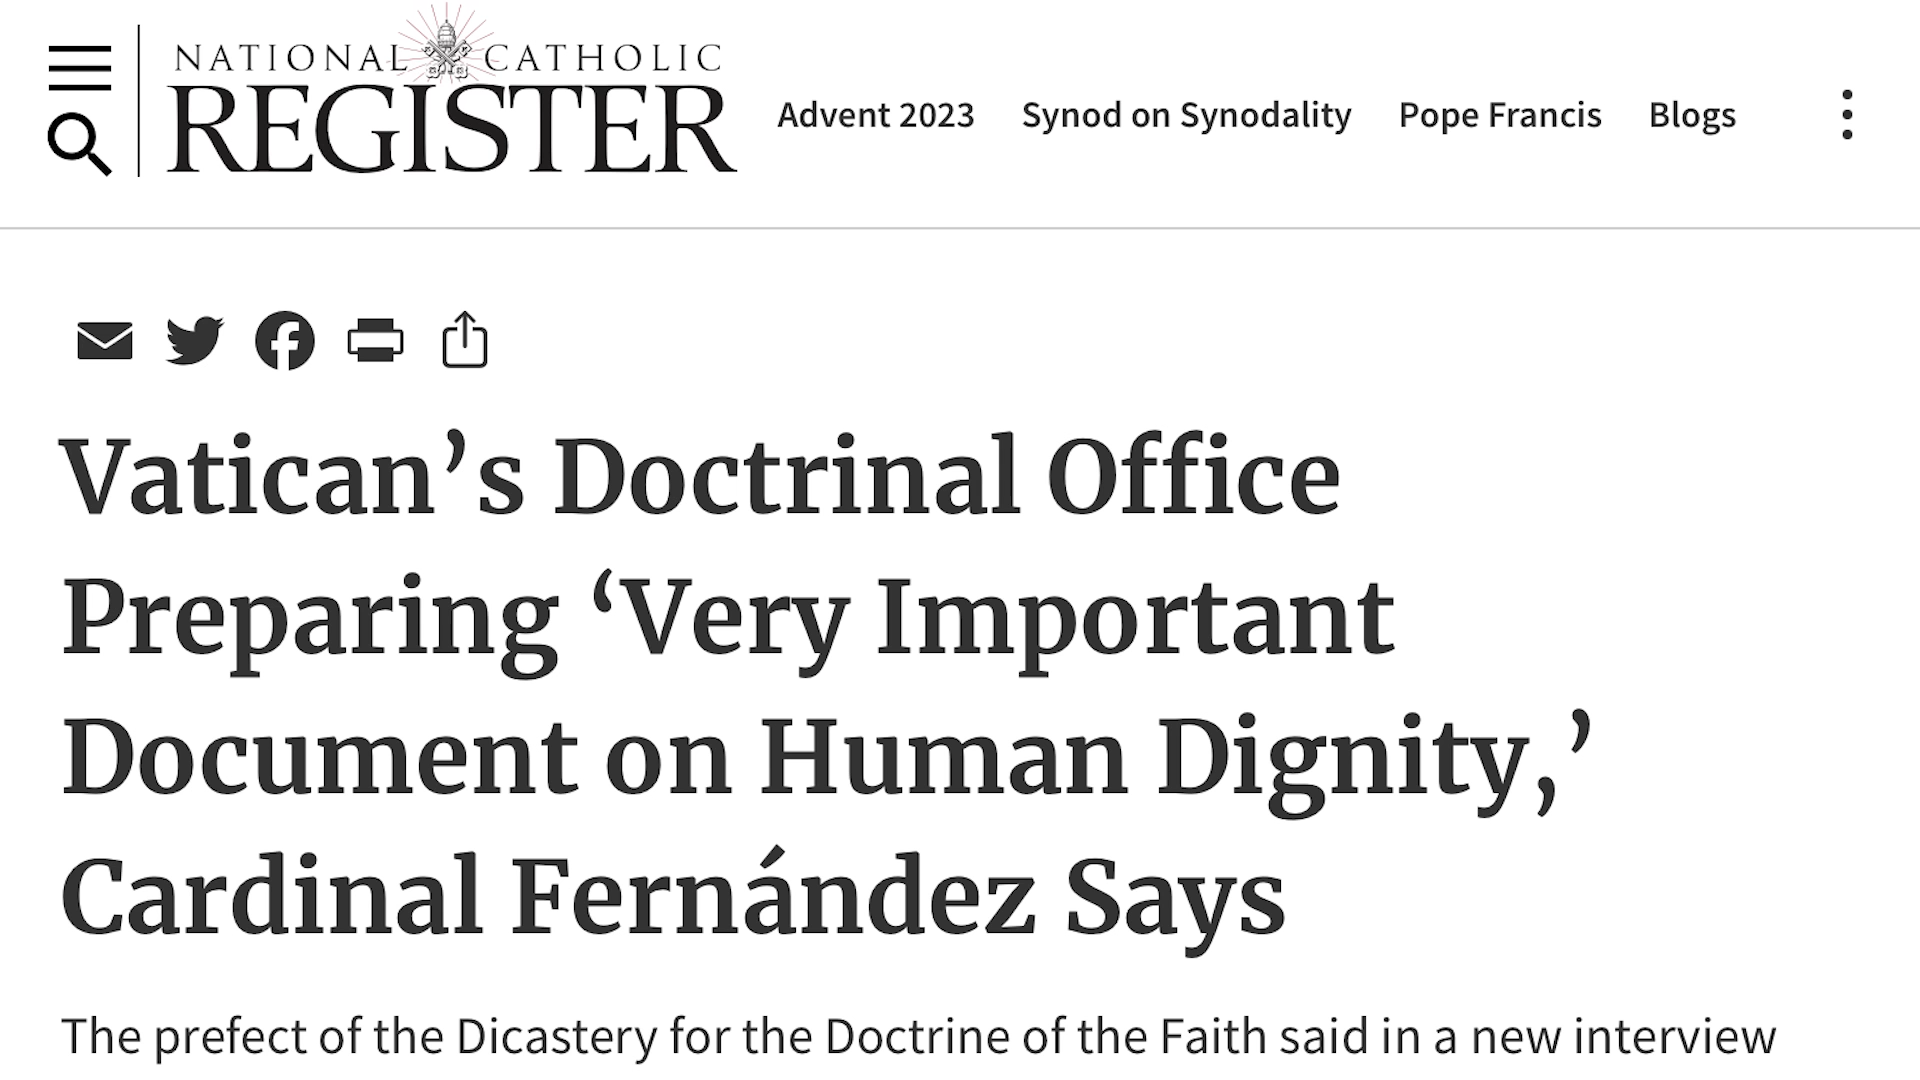 NATIONAL CATHOLIC
REGISTER
Advent 2023 Synod on Synodality Pope Francis Blogs
Vatican’s Doctrinal Office
Preparing ‘Very Important
Document on Human Dignity,’
Cardinal Fernández Says
The prefect of the Dicastery for the Doctrine of the Faith said in a new interview